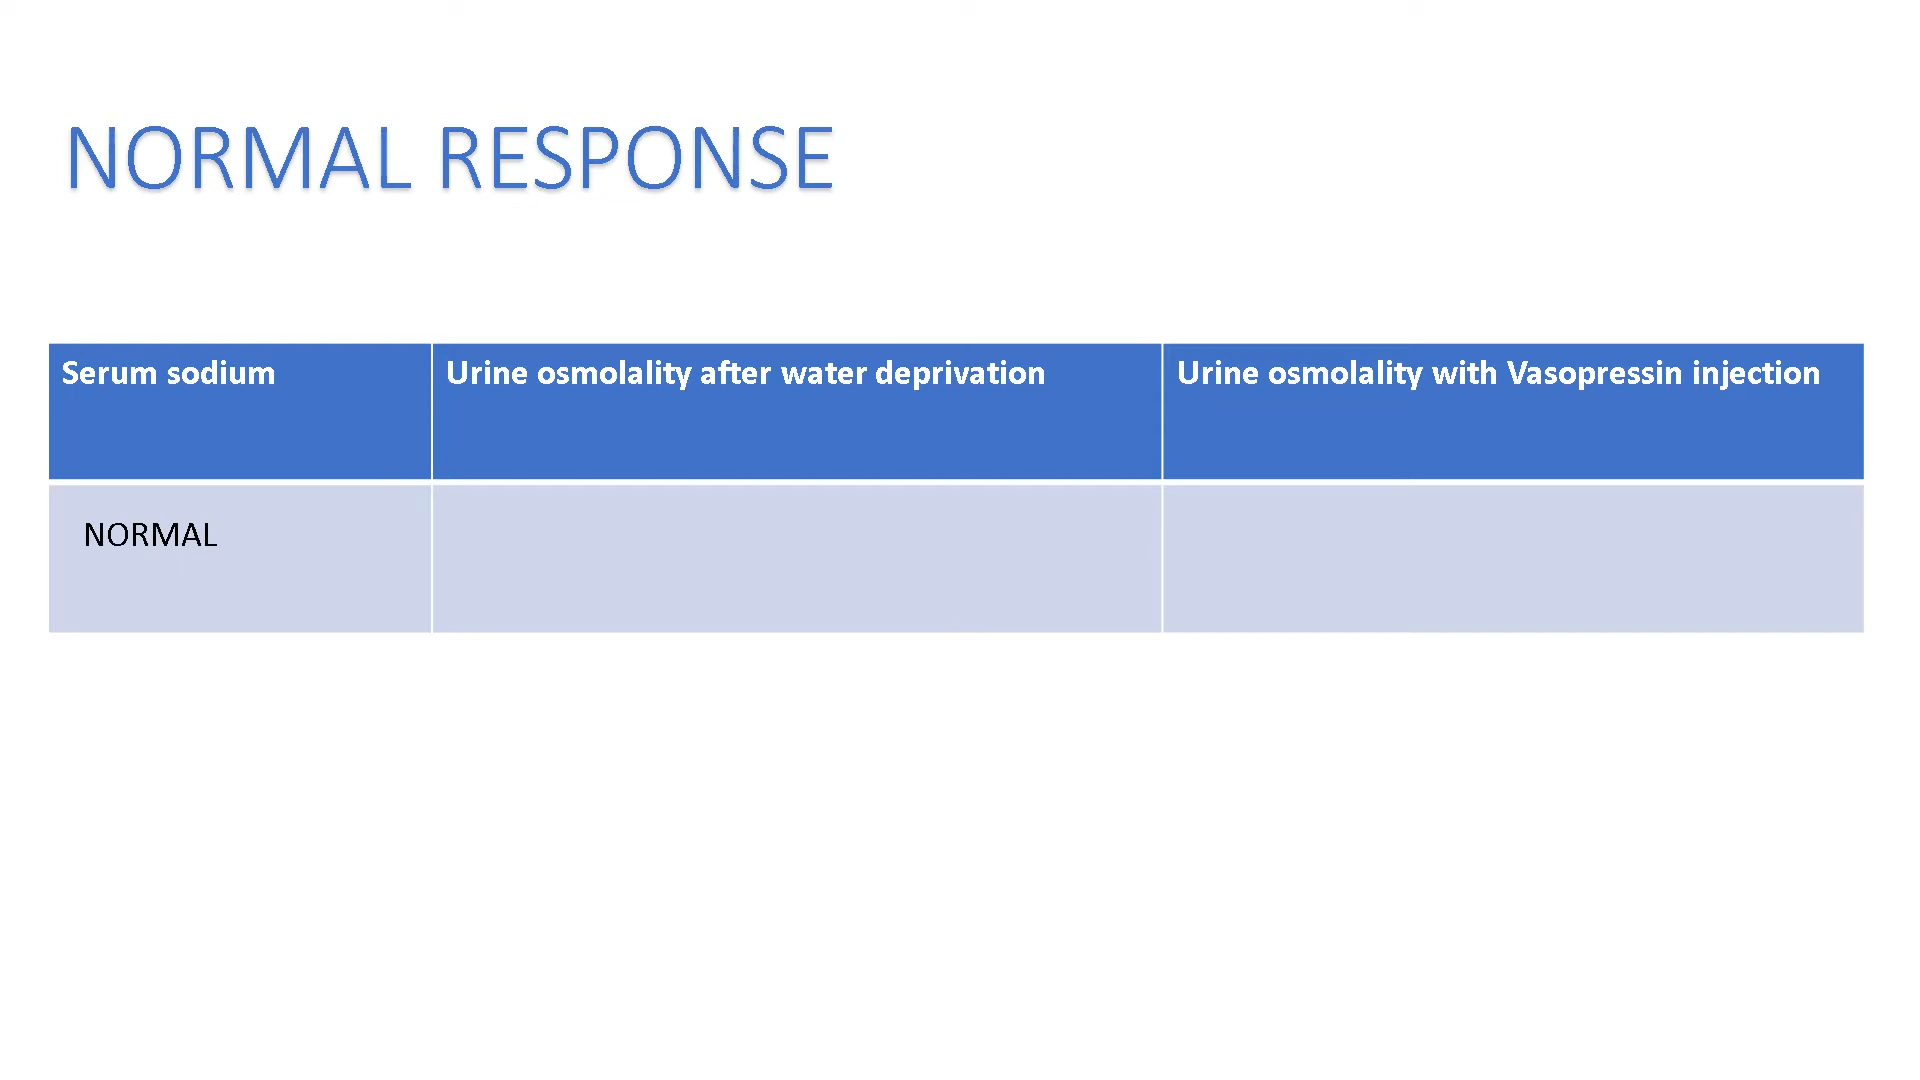 NORMAL RESPONSE
Serum sodium
Urine osmolality after water deprivation
Urine osmolality with Vasopressin injection
NORMAL